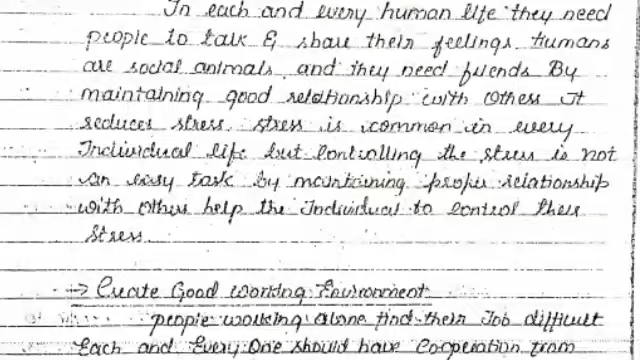 In each and every human life they need
people to talk & share their feelings. Humans
are social animals, and they need friends By
maintaining good relationship with others It
reduces stress. stress is common in every
Individual life but controlling the stress is not
an easy task by maintaining proper relationship
with others help the Individual to control their
stress.
→ Create Good working Environment
people working alone find their Job difficult
Each and Every One should have Cooperation from